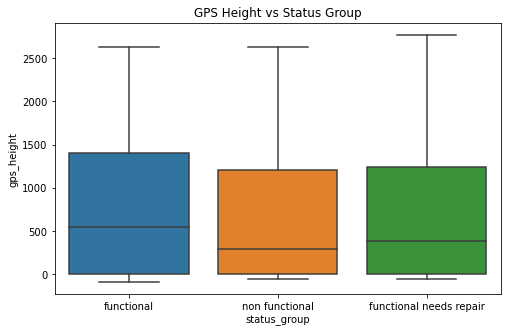 GPS Height vs Status Group
gps_height
2500
2000
1500
1000
500
0
functional
non functional
functional needs repair
status_group